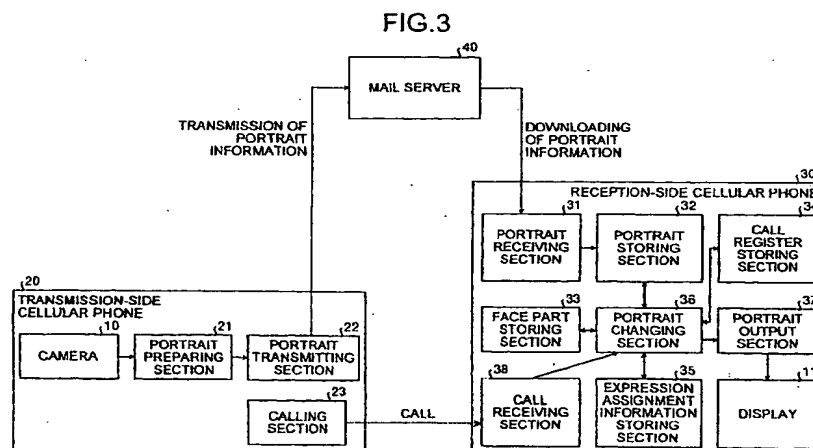 FIG.3
40
MAIL SERVER
TRANSMISSION OF
PORTRAIT
INFORMATION
DOWNLOADING
OF PORTRAIT
INFORMATION
30
RECEPTION-SIDE CELLULAR PHONE
31
PORTRAIT
RECEIVING
SECTION
32
PORTRAIT
STORING
SECTION
34
CALL
REGISTER
STORING
SECTION
20
TRANSMISSION-SIDE
CELLULAR PHONE
10
CAMERA
21
PORTRAIT
PREPARING
SECTION
22
PORTRAIT
TRANSMITTING
SECTION
33
FACE PART
STORING
SECTION
36
PORTRAIT
CHANGING
SECTION
37
PORTRAIT
OUTPUT
SECTION
23
CALLING
SECTION
CALL
38
CALL
RECEIVING
SECTION
35
EXPRESSION
ASSIGNMENT
INFORMATION
STORING
SECTION
11
DISPLAY